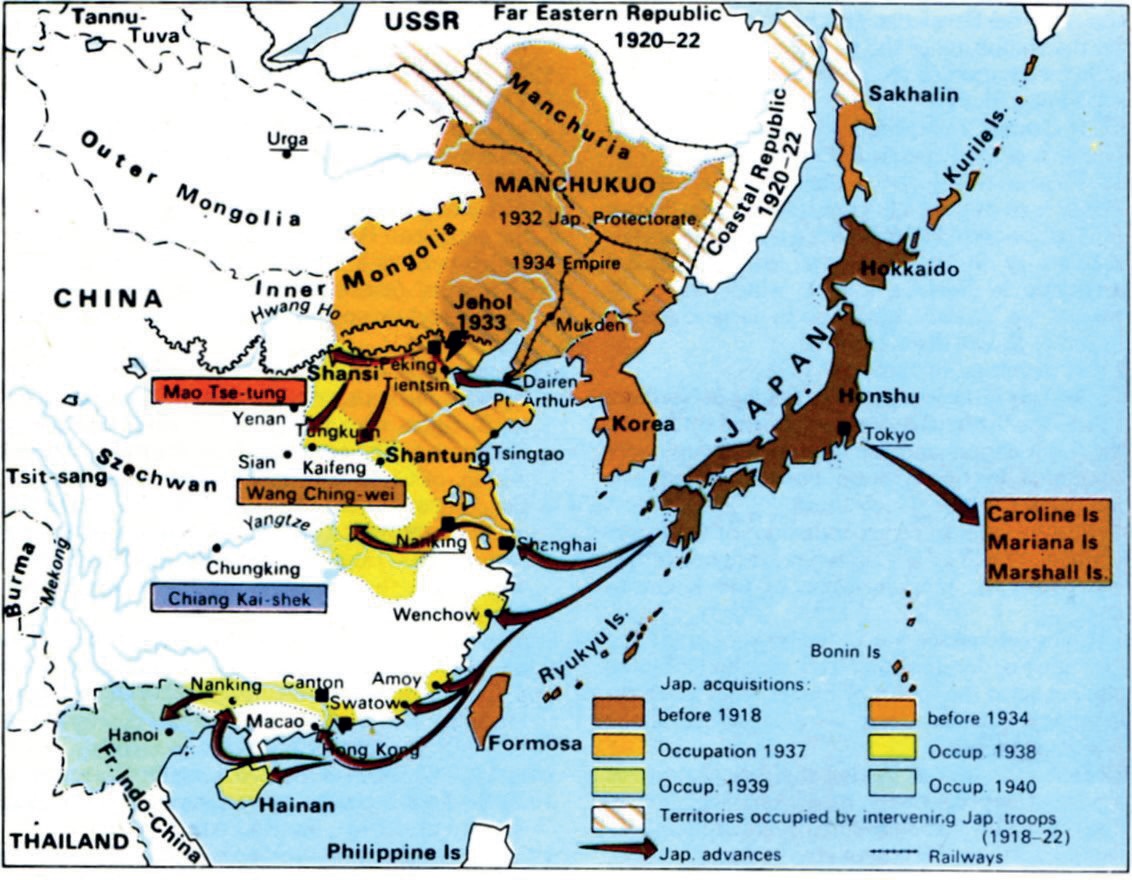 Tannu-
Tuva
USSR
Far Eastern Republic
1920–22
Sakhalin
Kurile Is.
Manchuria
Coastal Republic
1920–22
Urga
Outer Mongolia
MANCHUKUO
1932 Jap. Protectorate
1934 Empire
Mongolia
Inner
CHINA
Hwang Ho
Jehol
1933
Mukden
Hokkaido
JAPAN
Honshu
Tokyo
Shansi
Peking
Tientsin
Dairen
Pt. Arthur
Korea
Mao Tse-tung
Yenan
Tungkuan
Sian
Kaifeng
Shantung
Tsingtao
Szechwan
Tsit-sang
Wang Ching-wei
Yangtze
Nanking
Shanghai
Caroline Is
Mariana Is
Marshall Is.
Burma
Mekong
Chungking
Chiang Kai-shek
Wenchow
Ryukyu Is.
Bonin Is
Nanking
Canton
Amoy
Swatow
Macao
Hong Kong
Hanoi
Formosa
Fr. Indo-China
Hainan
THAILAND
Philippine Is
Jap. acquisitions:
before 1918
before 1934
Occupation 1937
Occup. 1938
Occup. 1939
Occup. 1940
Territories occupied by intervening Jap. troops
(1918–22)
Jap. advances
Railways